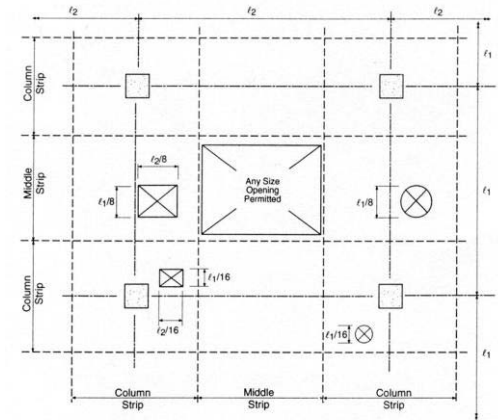 ℓ2
ℓ2
ℓ2
ℓ1
Column
Strip
ℓ2/8
Any Size
Opening
Permitted
Middle
Strip
ℓ1/8
ℓ1/8
ℓ1
Column
Strip
ℓ1/16
ℓ2/16
ℓ1/16
ℓ1
Column
Strip
Middle
Strip
Column
Strip